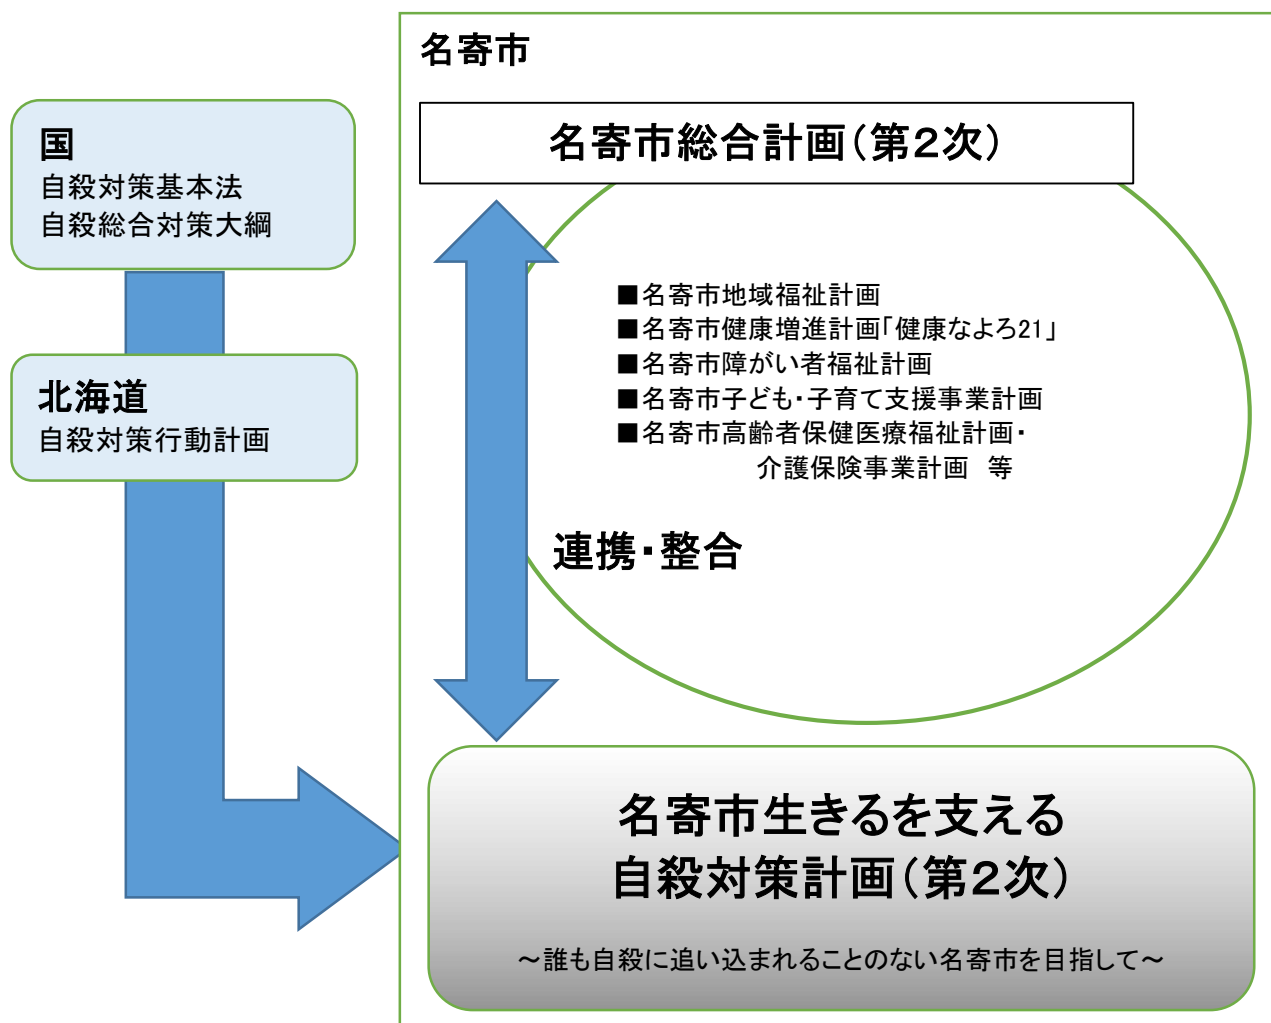 国
自殺対策基本法
自殺総合対策大綱
北海道
自殺対策行動計画
名寄市
名寄市総合計画（第２次）
■名寄市地域福祉計画
■名寄市健康増進計画「健康なよろ21」
■名寄市障がい者福祉計画
■名寄市子ども・子育て支援事業計画
■名寄市高齢者保健医療福祉計画・
介護保険事業計画　等
連携・整合
名寄市生きるを支える
自殺対策計画（第２次）
～誰も自殺に追い込まれることのない名寄市を目指して～